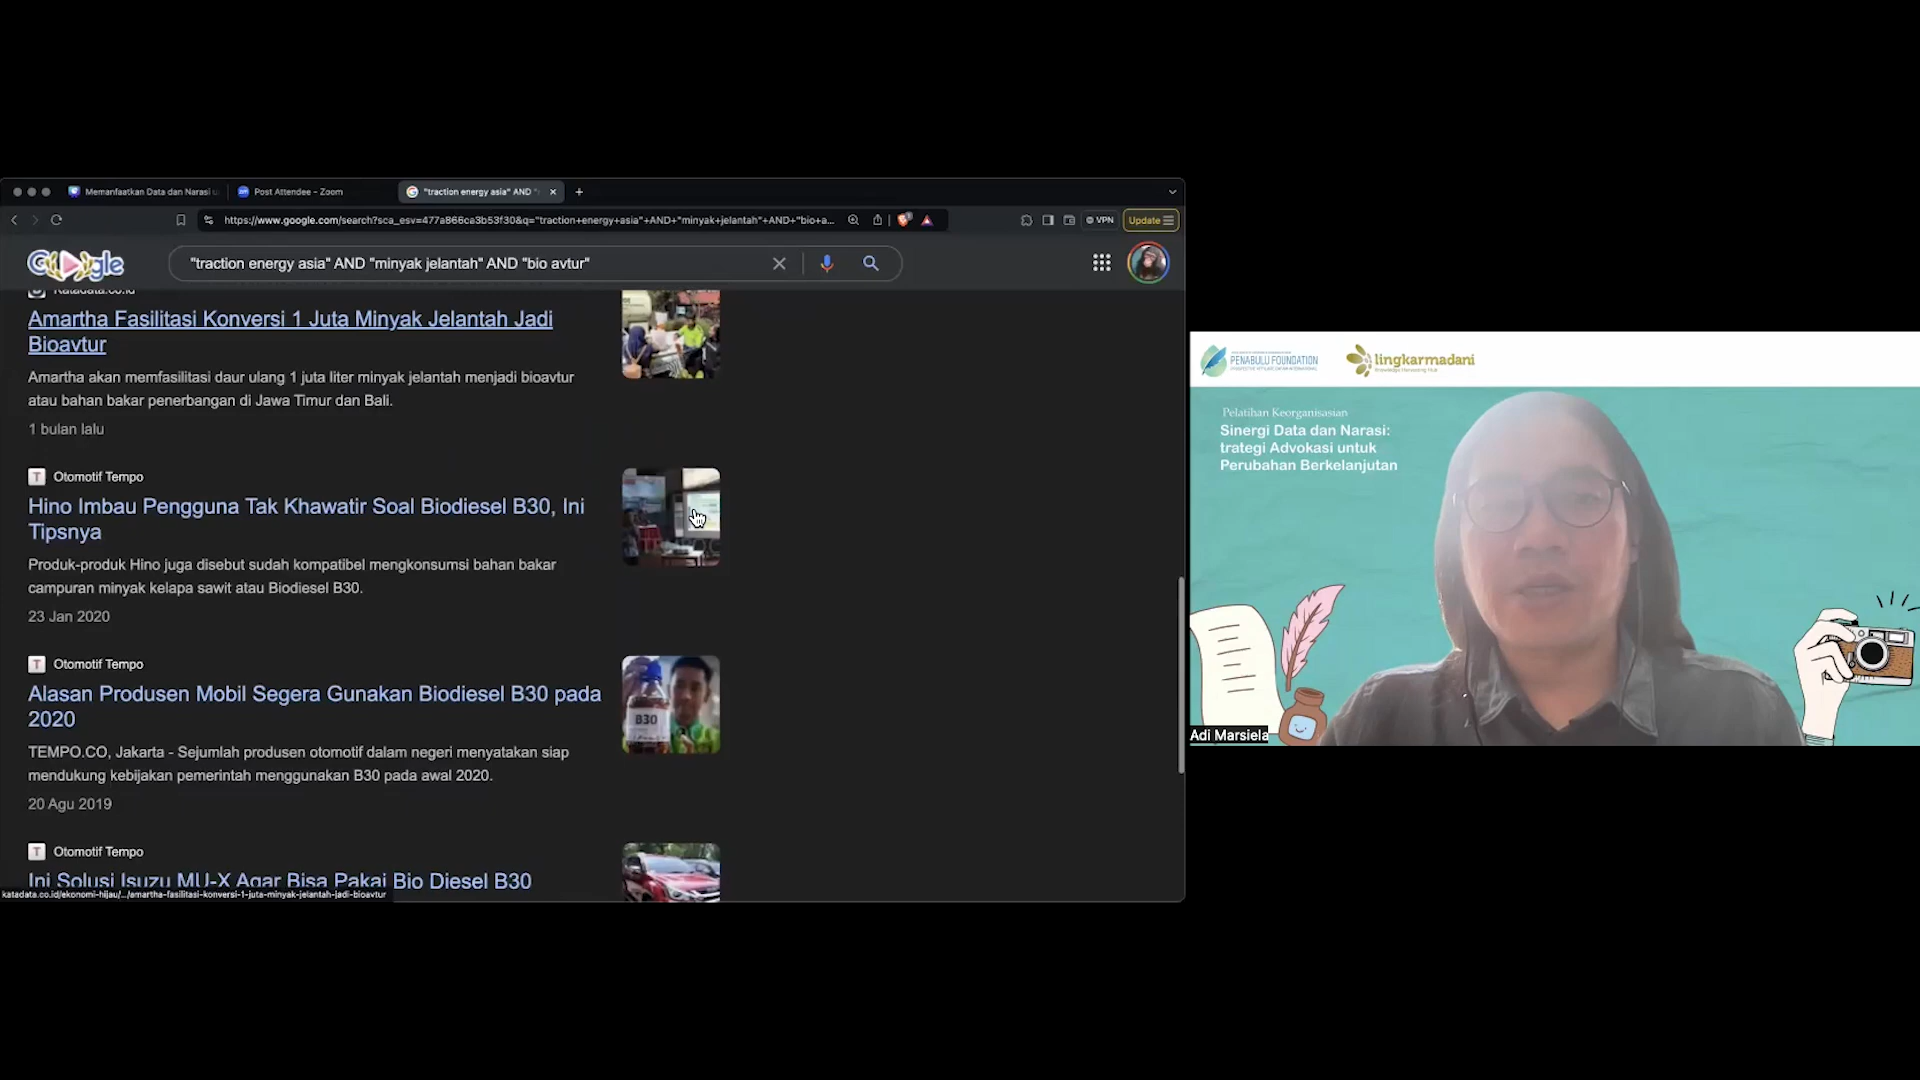 Memanfaatkan Data dan Narasi u
Post Attendee - Zoom
"traction energy asia" AND "
https://www.google.com/search?sca_esv=477a866ca3b53f30&q="traction+energy+asia"+AND+"minyak+jelantah"+AND+"bio+a...
VPN
Update
Google
"traction energy asia" AND "minyak jelantah" AND "bio avtur"
Katadata.co.id
Amartha Fasilitasi Konversi 1 Juta Minyak Jelantah Jadi
Bioavtur
Amartha akan memfasilitasi daur ulang 1 juta liter minyak jelantah menjadi bioavtur
atau bahan bakar penerbangan di Jawa Timur dan Bali.
1 bulan lalu
T Otomotif Tempo
Hino Imbau Pengguna Tak Khawatir Soal Biodiesel B30, Ini
Tipsnya
Produk-produk Hino juga disebut sudah kompatibel mengkonsumsi bahan bakar
campuran minyak kelapa sawit atau Biodiesel B30.
23 Jan 2020
T Otomotif Tempo
Alasan Produsen Mobil Segera Gunakan Biodiesel B30 pada
2020
TEMPO.CO, Jakarta - Sejumlah produsen otomotif dalam negeri menyatakan siap
mendukung kebijakan pemerintah menggunakan B30 pada awal 2020.
20 Agu 2019
B30
T Otomotif Tempo
Ini Solusi Isuzu MU-X Agar Bisa Pakai Bio Diesel B30
katadata.co.id/ekonomi-hijau/.../amartha-fasilitasi-konversi-1-juta-minyak-jelantah-jadi-bioavtur
PENABULU FOUNDATION
lingkarmadani
Knowledge Harvesting Hub
Pelatihan Keorganisasian
Sinergi Data dan Narasi:
trategi Advokasi untuk
Perubahan Berkelanjutan
Adi Marsiela